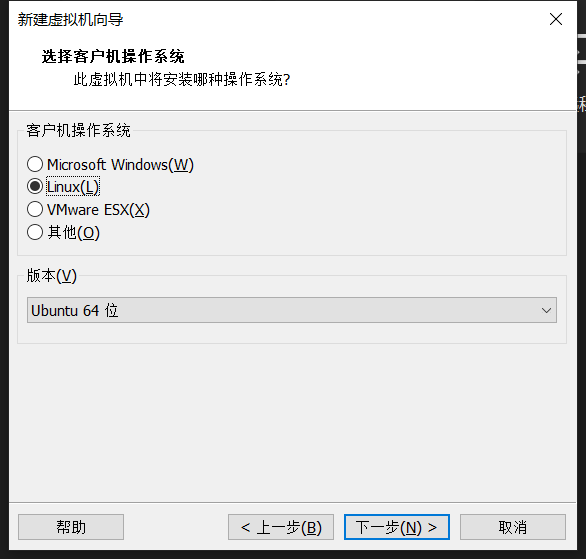 新建虚拟机向导
选择客户机操作系统
此虚拟机中将安装哪种操作系统?
客户机操作系统
Microsoft Windows(W)
Linux(L)
VMware ESX(X)
其他(O)
版本(V)
Ubuntu 64 位
帮助
< 上一步(B)
下一步(N) >
取消